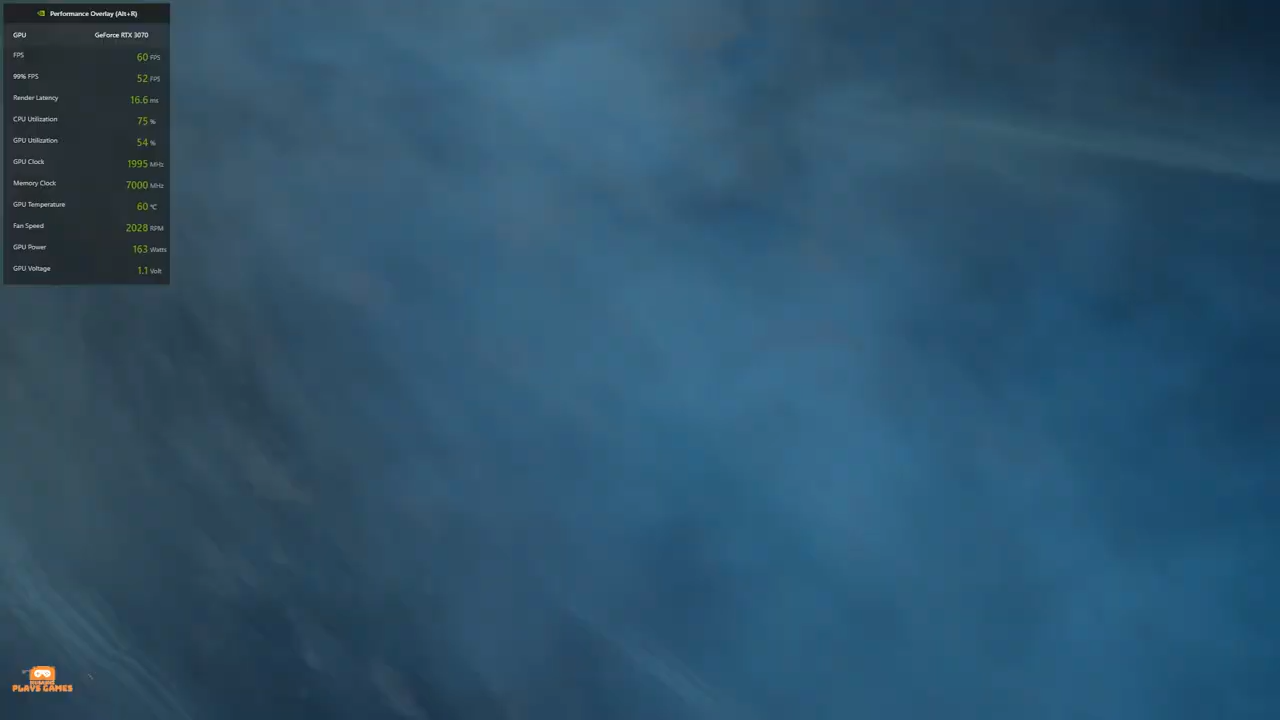 Performance Overlay (Alt+R)
GPU GeForce RTX 3070
FPS 60 FPS
99% FPS 52 FPS
Render Latency 16.6 ms
CPU Utilization 75 %
GPU Utilization 54 %
GPU Clock 1995 MHz
Memory Clock 7000 MHz
GPU Temperature 60 °C
Fan Speed 2028 RPM
GPU Power 163 Watts
GPU Voltage 1.1 Volt
PLAYS GAMES